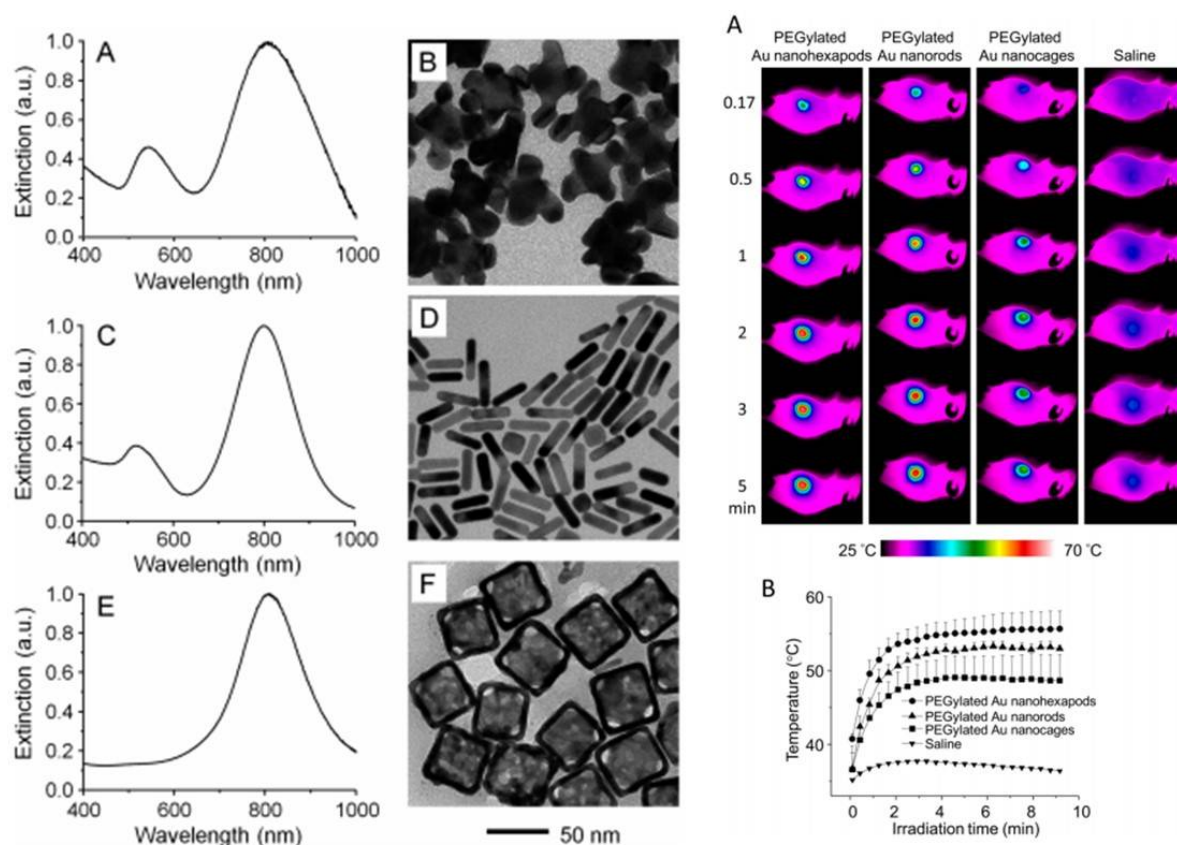 A
Extinction (a.u.)
1.0
0.8
0.6
0.4
0.2
0.0
400 600 800 1000
Wavelength (nm)
B
C
Extinction (a.u.)
1.0
0.8
0.6
0.4
0.2
0.0
400 600 800 1000
Wavelength (nm)
D
E
Extinction (a.u.)
1.0
0.8
0.6
0.4
0.2
0.0
400 600 800 1000
Wavelength (nm)
F
50 nm
A
PEGylated
Au nanohexapods
PEGylated
Au nanorods
PEGylated
Au nanocages
Saline
0.17
0.5
1
2
3
5
min
25 °C 70 °C
B
Temperature (°C)
60
50
40
PEGylated Au nanohexapods
PEGylated Au nanorods
PEGylated Au nanocages
Saline
0 2 4 6 8 10
Irradiation time (min)